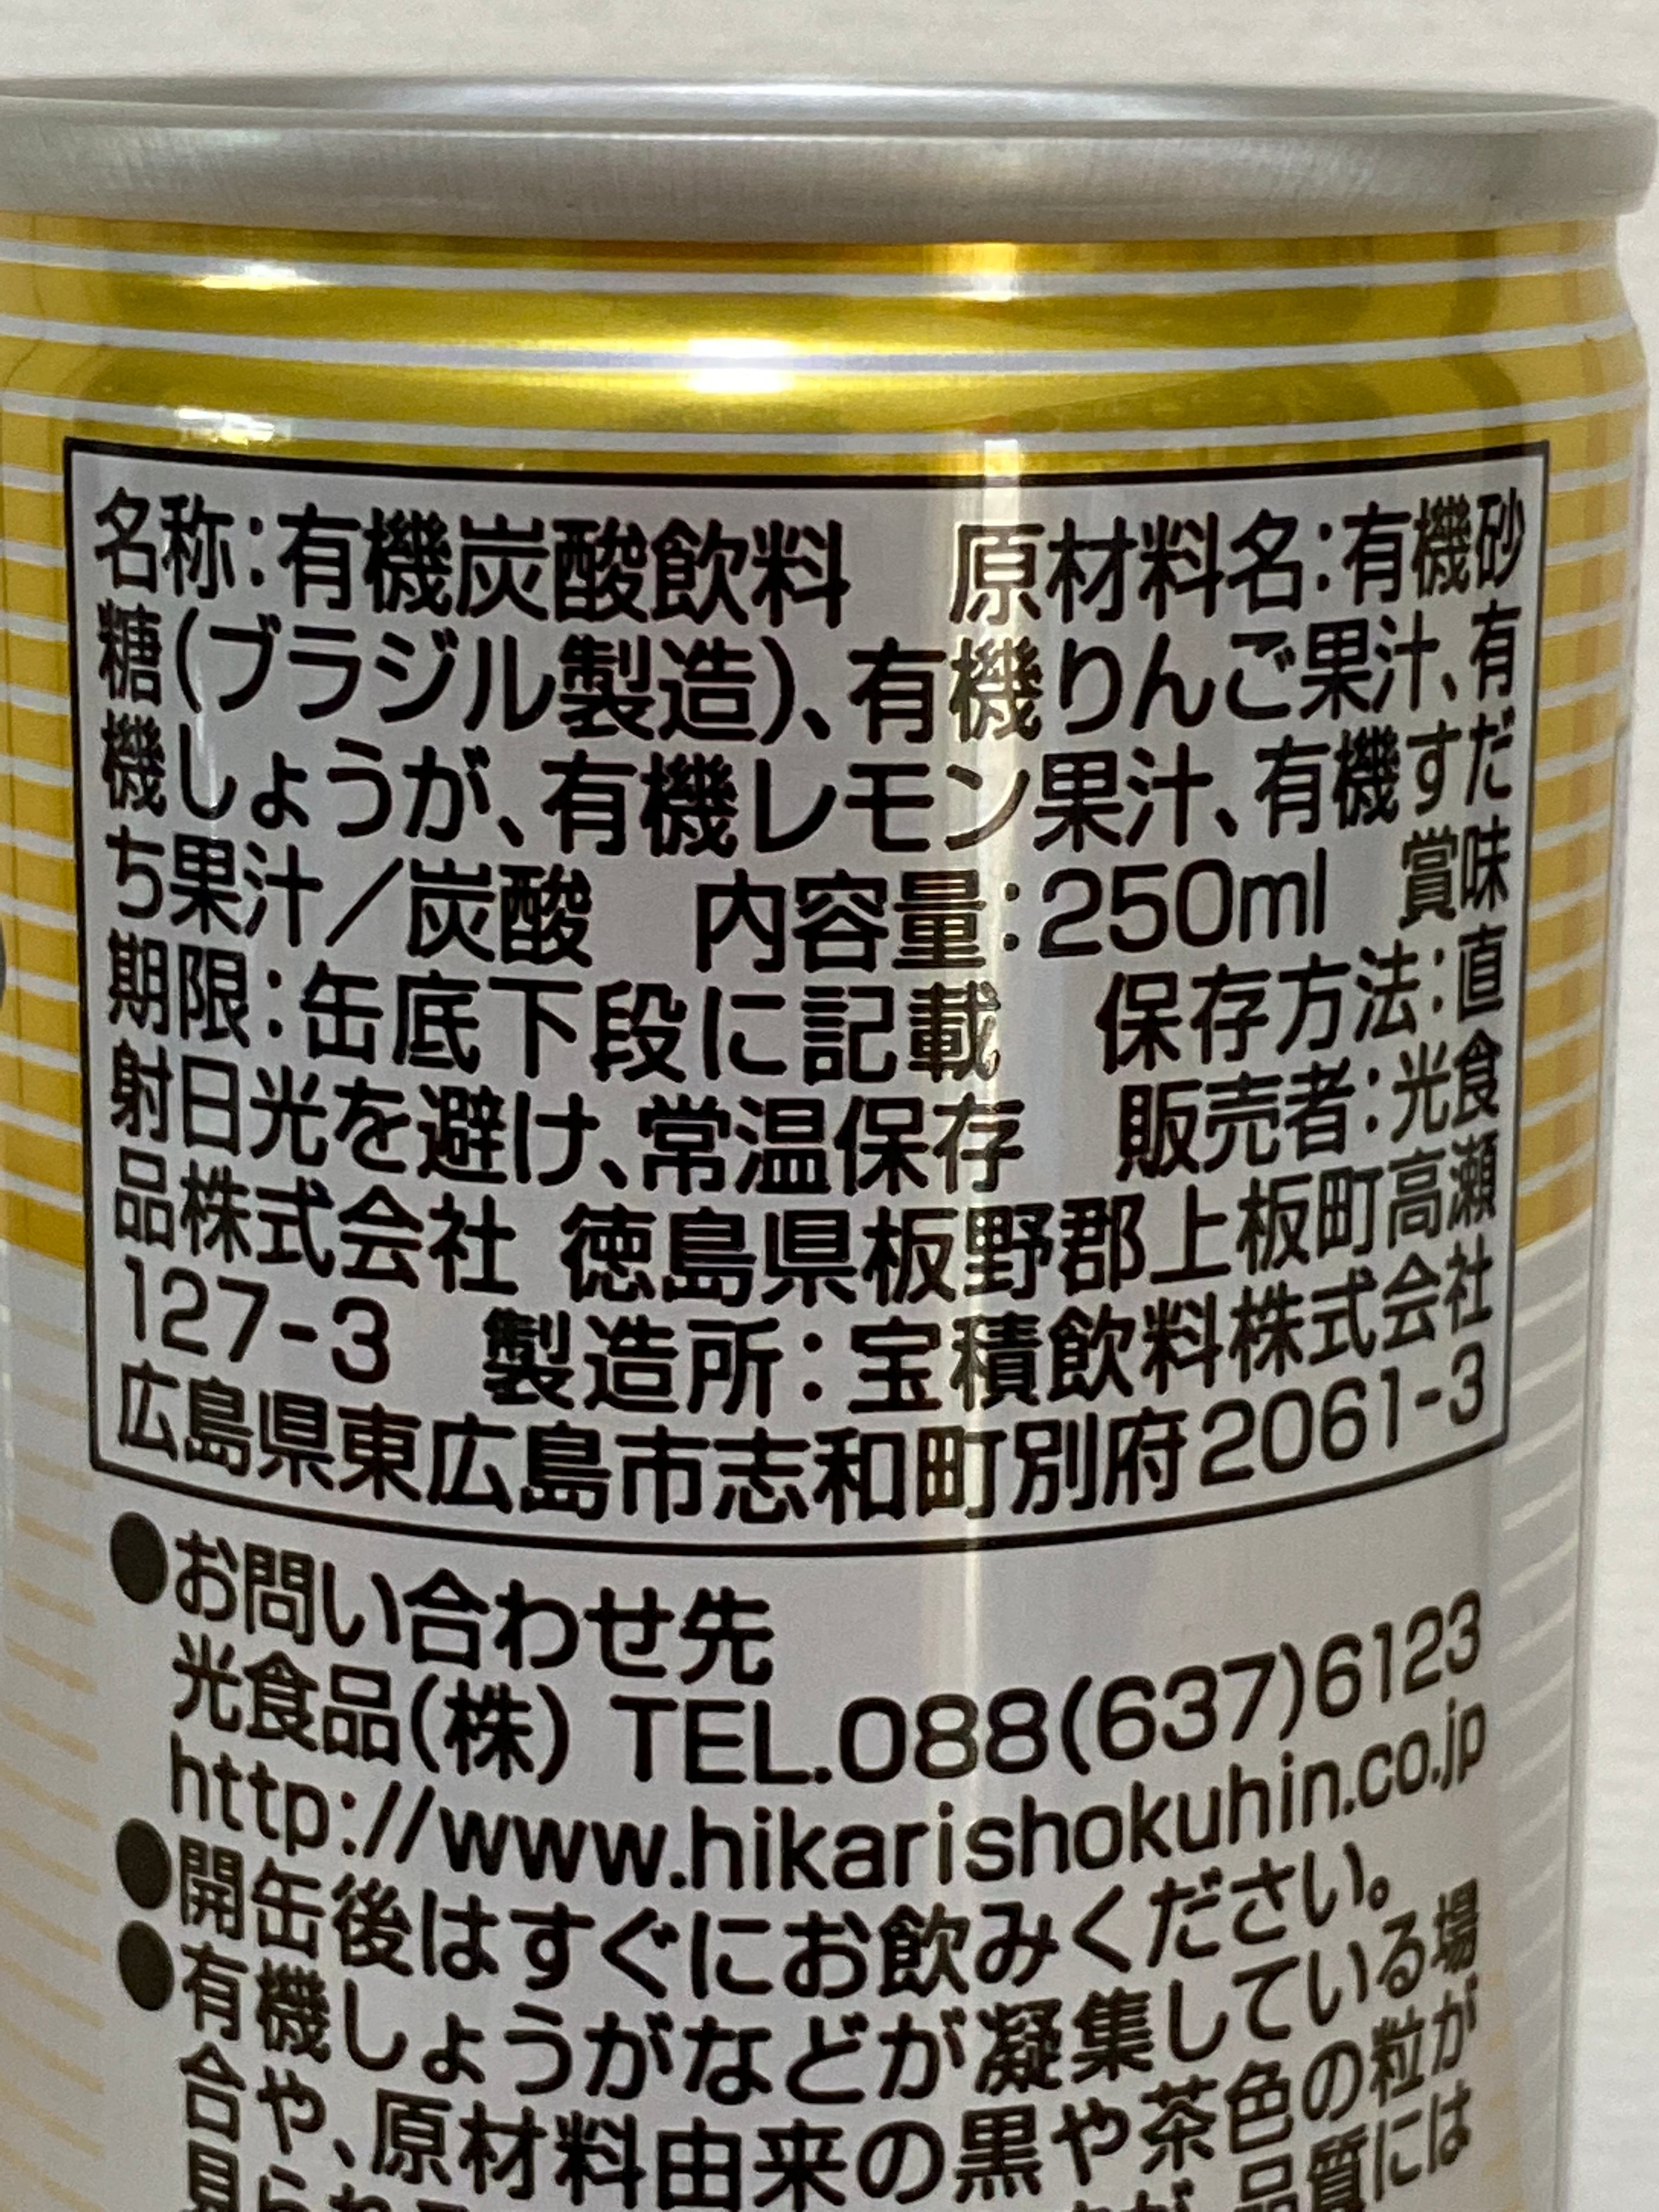 名称：有機炭酸飲料　原材料名：有機砂
糖（ブラジル製造）、有機りんご果汁、有
機しょうが、有機レモン果汁、有機すだ
ち果汁／炭酸　内容量：250ml　賞味
期限：缶底下段に記載　保存方法：直
射日光を避け、常温保存　販売者：光食
品株式会社 徳島県板野郡上板町高瀬
127-3　製造所：宝積飲料株式会社
広島県東広島市志和町別府2061-3
●お問い合わせ先
光食品（株） TEL.088(637)6123
http://www.hikarishokuhin.co.jp
●開缶後はすぐにお飲みください。
●有機しょうがなどが凝集している場
合や、原材料由来の黒や茶色の粒が
品質には